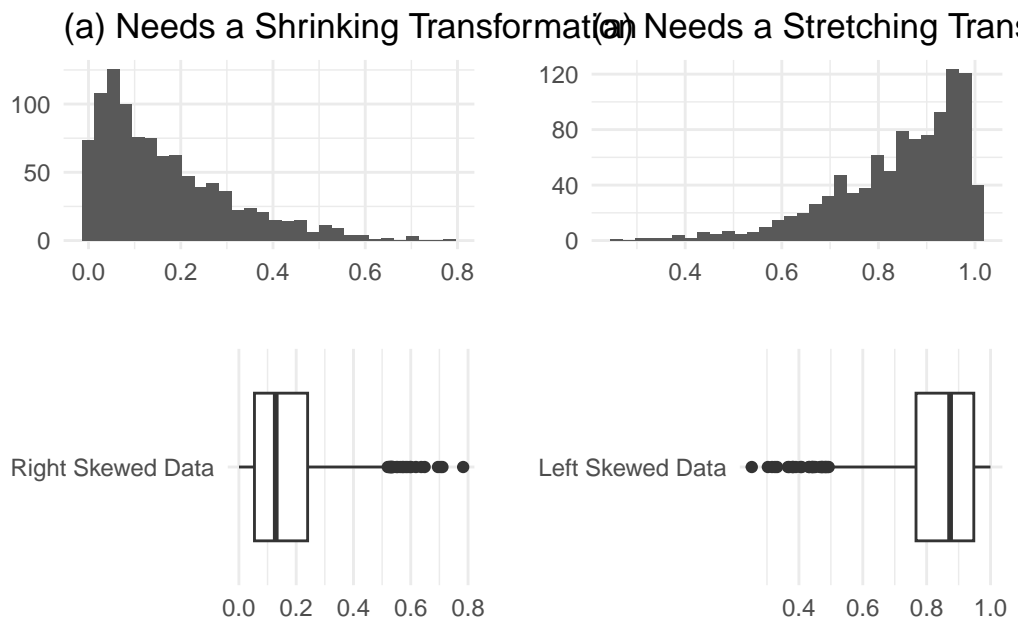 (a) Needs a Shrinking Transformation
(a) Needs a Stretching Trans
100
50
0
0.0 0.2 0.4 0.6 0.8
120
80
40
0
0.4 0.6 0.8 1.0
Right Skewed Data
0.0 0.2 0.4 0.6 0.8
Left Skewed Data
0.4 0.6 0.8 1.0